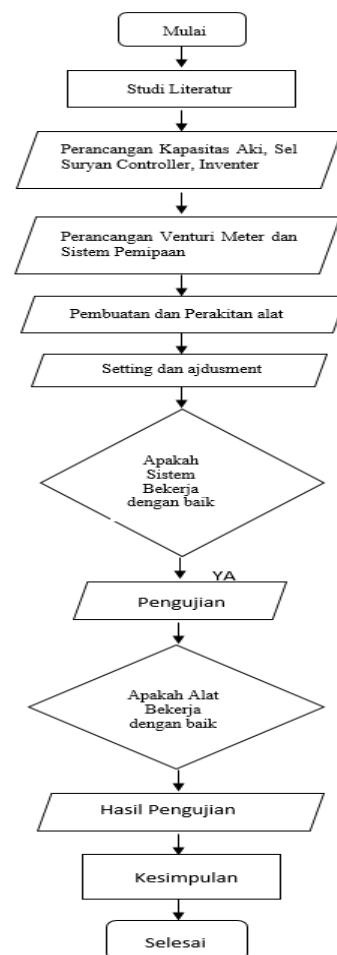 Mulai
Studi Literatur
Perancangan Kapasitas Aki, Sel
Suryan Controller, Inventer
Perancangan Venturi Meter dan
Sistem Pemipaan
Pembuatan dan Perakitan alat
Setting dan ajdusment
Apakah
Sistem
Bekerja
dengan baik
YA
Pengujian
Apakah Alat
Bekerja
dengan baik
Hasil Pengujian
Kesimpulan
Selesai